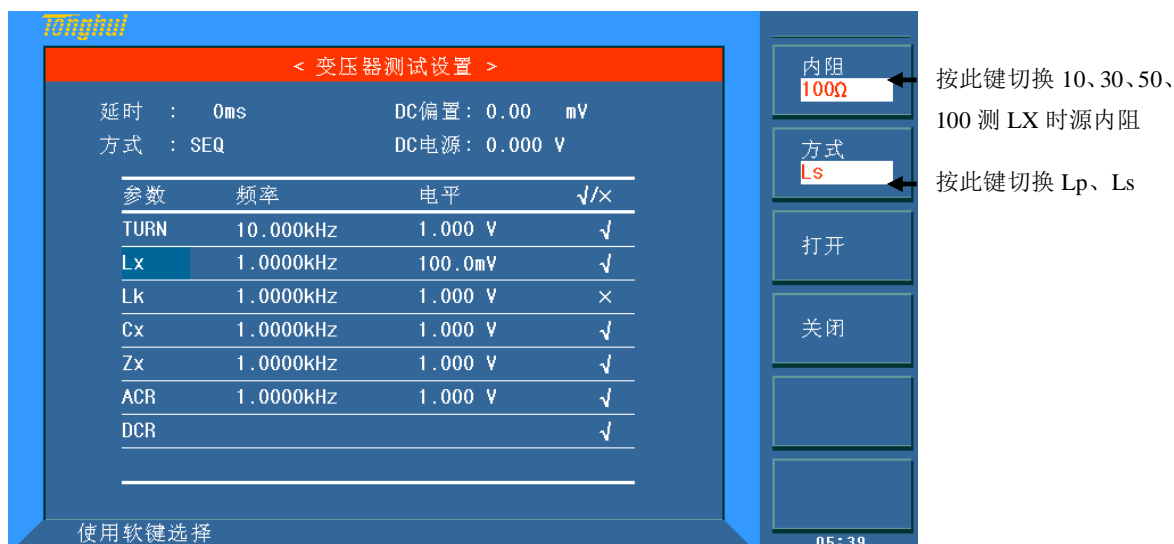 Tonghui
< 变压器测试设置 >
延时 : 0ms DC偏置: 0.00 mV
方式 : SEQ DC电源: 0.000 V
参数 频率 电平 √/×
TURN 10.000kHz 1.000 V √
Lx 1.0000kHz 100.0mV √
Lk 1.0000kHz 1.000 V ×
Cx 1.0000kHz 1.000 V √
Zx 1.0000kHz 1.000 V √
ACR 1.0000kHz 1.000 V √
DCR √
使用软键选择
内阻
100Ω
方式
Ls
打开
关闭
05:39
按此键切换 10、30、50、
100 测 LX 时源内阻
按此键切换 Lp、Ls